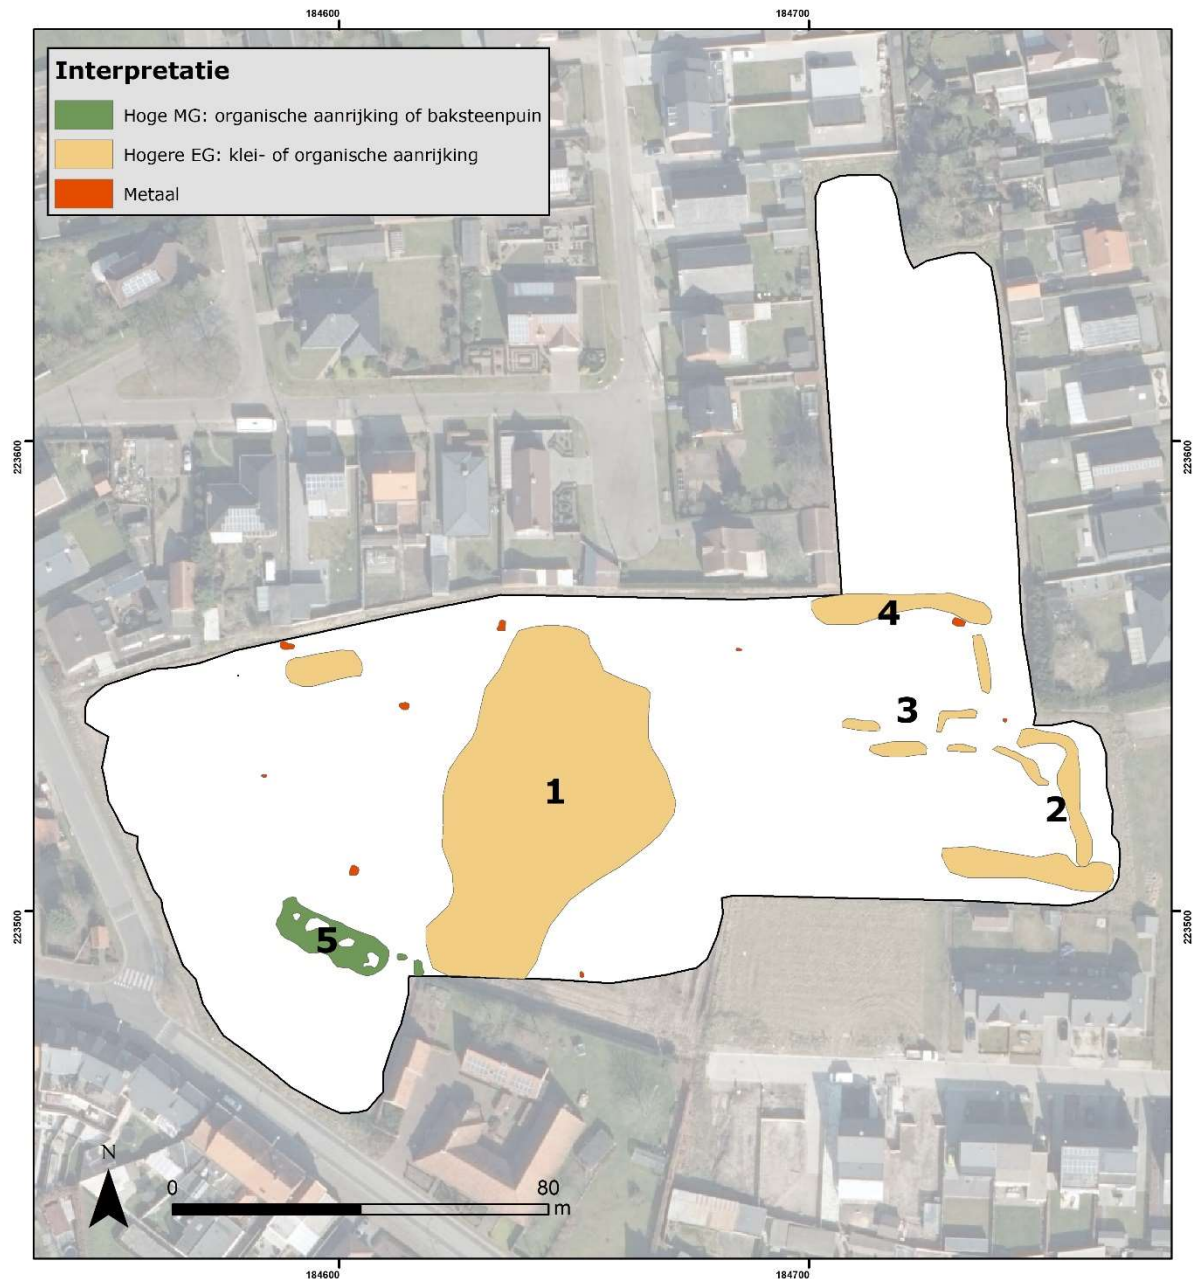 184600
184700
Interpretatie
Hoge MG: organische aanrijking of baksteenpuin
Hogere EG: klei- of organische aanrijking
Metaal
223600
223600
4
3
1
2
5
223500
223500
N
0
80
m
184600
184700